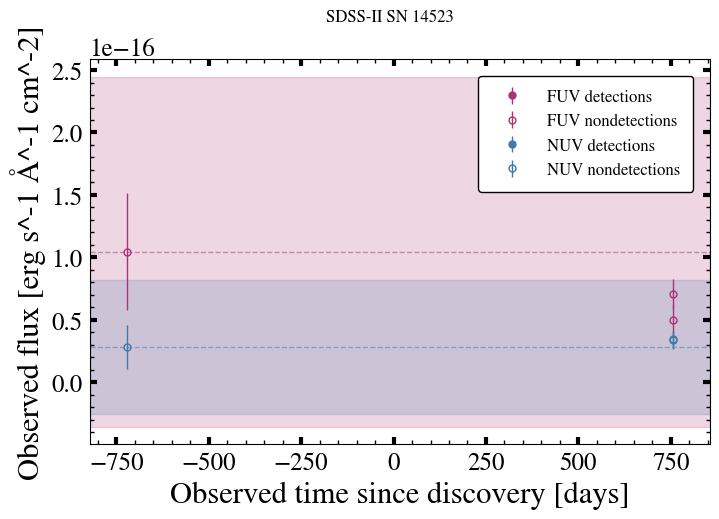 SDSS-II SN 14523
1e−16
Observed flux [erg s^-1 Å^-1 cm^-2]
2.5
2.0
1.5
1.0
0.5
0.0
FUV detections
FUV nondetections
NUV detections
NUV nondetections
−750 −500 −250 0 250 500 750
Observed time since discovery [days]